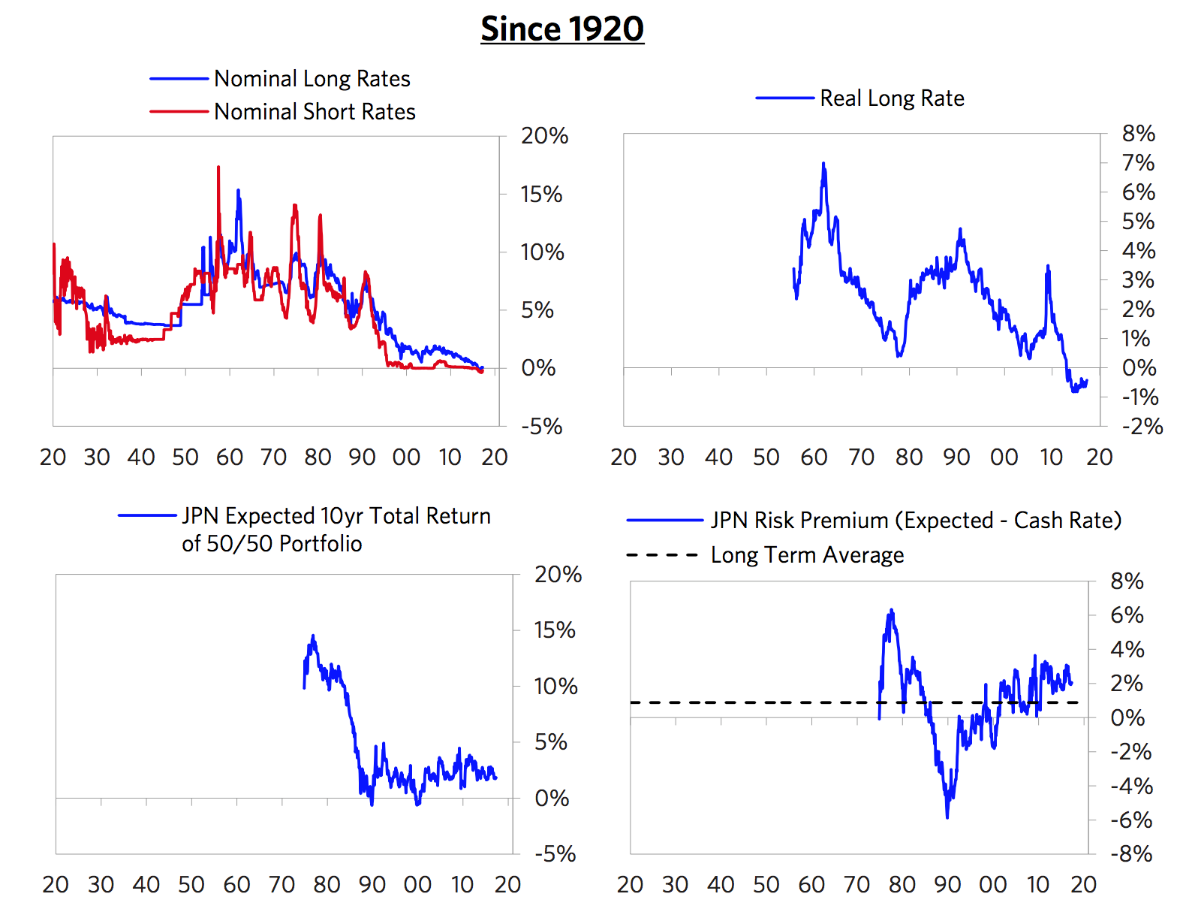 Since 1920
Nominal Long Rates
Nominal Short Rates
20%
15%
10%
5%
0%
-5%
20 30 40 50 60 70 80 90 00 10 20
Real Long Rate
8%
7%
6%
5%
4%
3%
2%
1%
0%
-1%
-2%
20 30 40 50 60 70 80 90 00 10 20
JPN Expected 10yr Total Return
of 50/50 Portfolio
20%
15%
10%
5%
0%
-5%
20 30 40 50 60 70 80 90 00 10 20
JPN Risk Premium (Expected - Cash Rate)
Long Term Average
8%
6%
4%
2%
0%
-2%
-4%
-6%
-8%
20 30 40 50 60 70 80 90 00 10 20